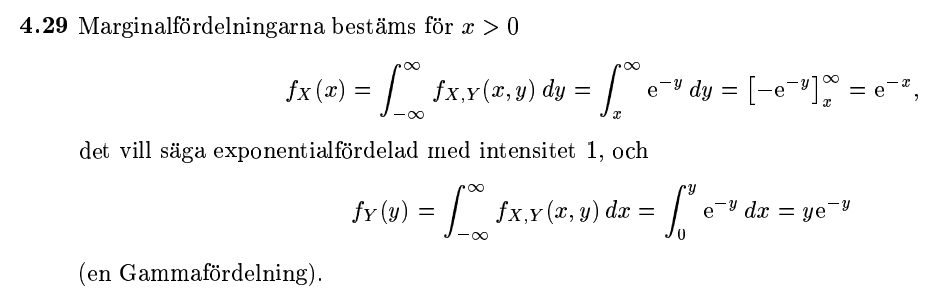 4.29 Marginalfördelningarna bestäms för x > 0
f_X(x) = ∫_{−∞}^{∞} f_{X,Y}(x, y) dy = ∫_x^∞ e^{−y} dy = [−e^{−y}]_x^∞ = e^{−x},
det vill säga exponentialfördelad med intensitet 1, och
f_Y(y) = ∫_{−∞}^{∞} f_{X,Y}(x, y) dx = ∫_0^y e^{−y} dx = ye^{−y}
(en Gammafördelning).